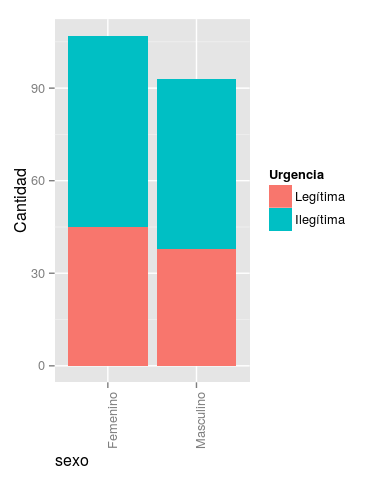 Cantidad
90
60
30
0
Femenino
Masculino
sexo
Urgencia
Legítima
Ilegítima